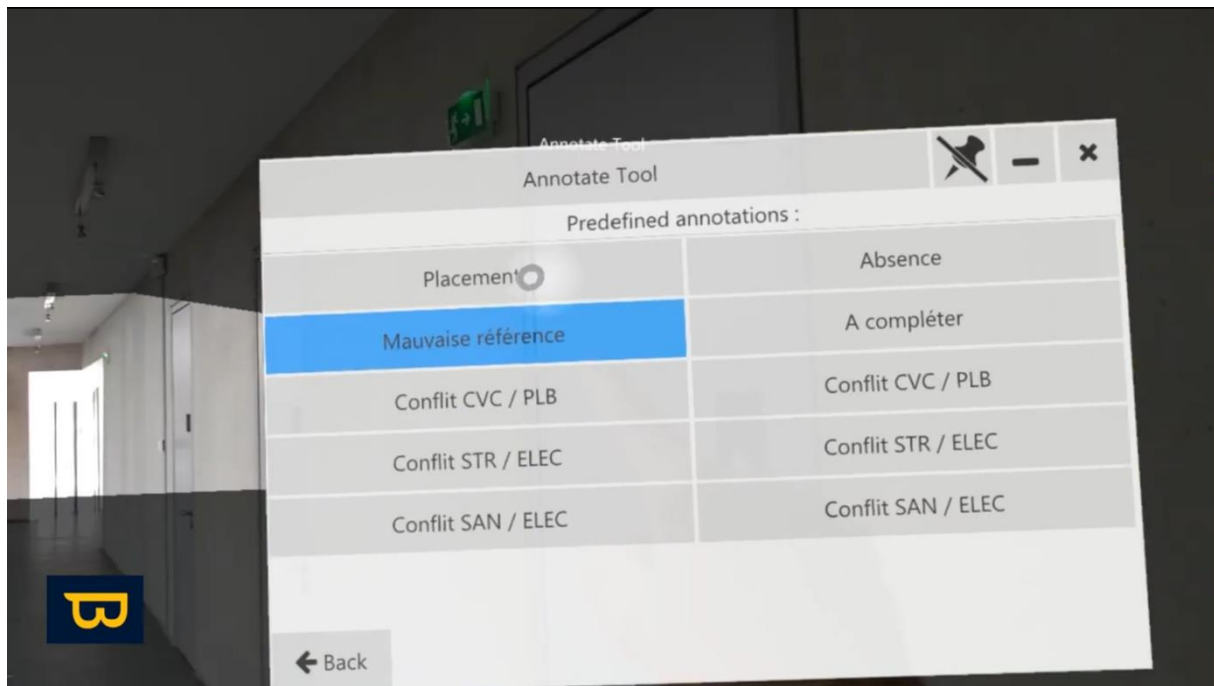 Annotate Tool
Annotate Tool
Predefined annotations :
Placement
Absence
Mauvaise référence
A compléter
Conflit CVC / PLB
Conflit CVC / PLB
Conflit STR / ELEC
Conflit STR / ELEC
Conflit SAN / ELEC
Conflit SAN / ELEC
Back